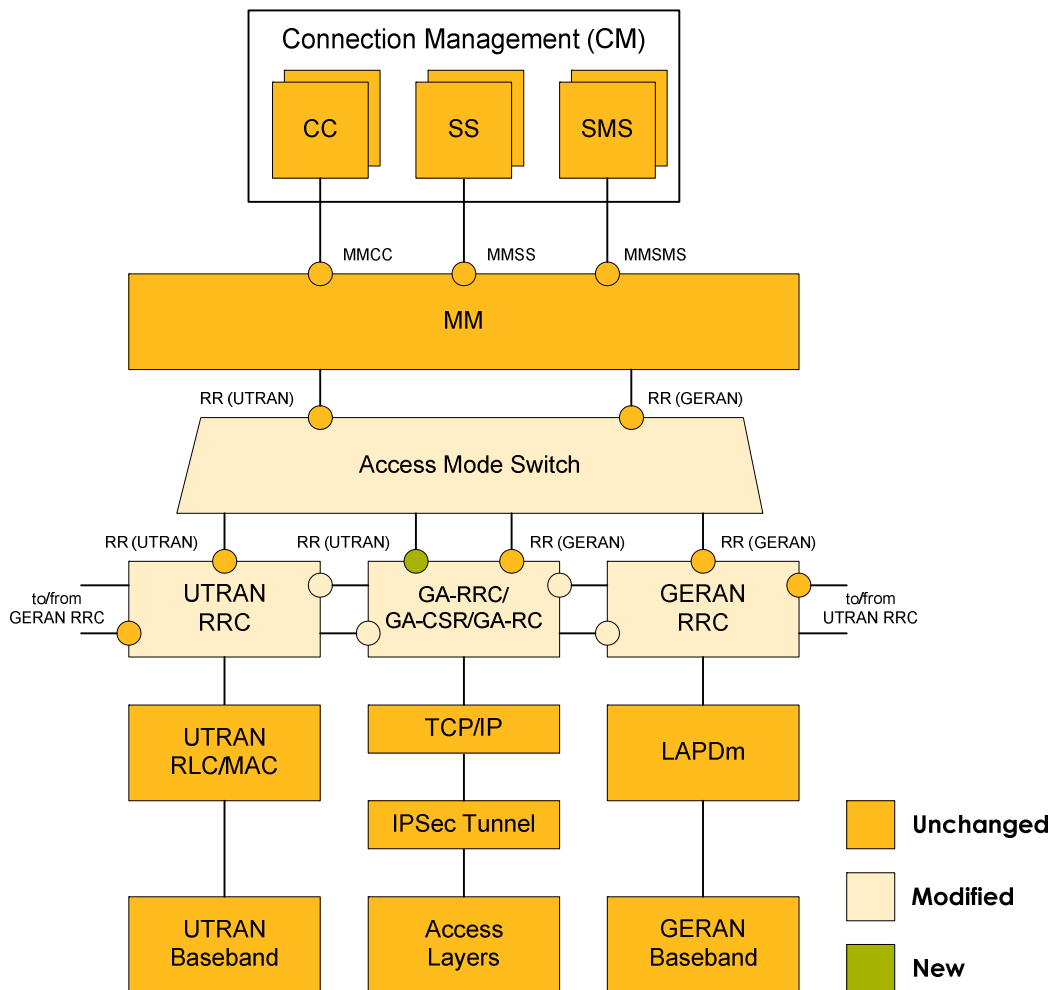 Connection Management (CM)
CC
SS
SMS
MMCC
MMSS
MMSMS
MM
RR (UTRAN)
RR (GERAN)
Access Mode Switch
RR (UTRAN)
RR (UTRAN)
RR (GERAN)
RR (GERAN)
to/from
GERAN RRC
UTRAN
RRC
GA-RRC/
GA-CSR/GA-RC
GERAN
RRC
to/from
UTRAN RRC
UTRAN
RLC/MAC
TCP/IP
LAPDm
IPSec Tunnel
UTRAN
Baseband
Access
Layers
GERAN
Baseband
Unchanged
Modified
New